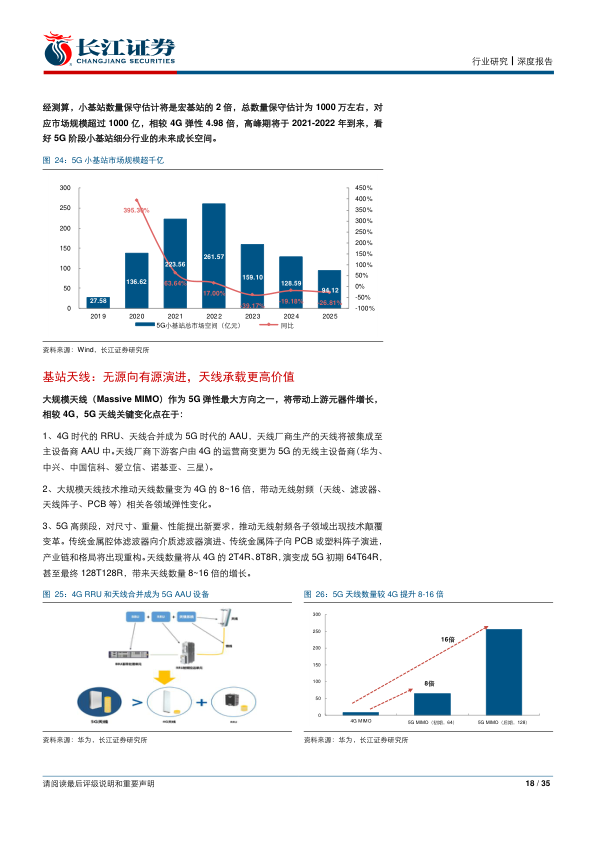 长江证券
CHANGJIANG SECURITIES
行业研究┃深度报告
经测算，小基站数量保守估计将是宏基站的 2 倍，总数量保守估计为 1000 万左右，对
应市场规模超过 1000 亿，相较 4G 弹性 4.98 倍，高峰期将于 2021-2022 年到来，看
好 5G 阶段小基站细分行业的未来成长空间。
图 24：5G 小基站市场规模超千亿
300
250
200
150
100
50
0
450%
400%
350%
300%
250%
200%
150%
100%
50%
0%
-50%
-100%
27.58
136.62
223.56
261.57
159.10
128.59
94.12
63.64%
17.00%
-39.17%
-19.18%
-26.81%
2019 2020 2021 2022 2023 2024 2025
5G小基站总市场空间（亿元） 同比
资料来源：Wind，长江证券研究所
基站天线：无源向有源演进，天线承载更高价值
大规模天线（Massive MIMO）作为 5G 弹性最大方向之一，将带动上游元器件增长，
相较 4G，5G 天线关键变化点在于：
1、4G 时代的 RRU、天线合并成为 5G 时代的 AAU，天线厂商生产的天线将被集成至
主设备商 AAU 中。天线厂商下游客户由 4G 的运营商变更为 5G 的无线主设备商（华为、
中兴、中国信科、爱立信、诺基亚、三星）。
2、大规模天线技术推动天线数量变为 4G 的 8~16 倍，带动无线射频（天线、滤波器、
天线阵子、PCB 等）相关各领域弹性变化。
3、5G 高频段，对尺寸、重量、性能提出新要求，推动无线射频各子领域出现技术颠覆
变革。传统金属腔体滤波器向介质滤波器演进、传统金属阵子向 PCB 或塑料阵子演进，
产业链和格局将出现重构。天线数量将从 4G 的 2T4R、8T8R，演变成 5G 初期 64T64R，
甚至最终 128T128R，带来天线数量 8~16 倍的增长。
图 25：4G RRU 和天线合并成为 5G AAU 设备
图 26：5G 天线数量较 4G 提升 8-16 倍
>
+
300
250
200
150
100
50
0
16倍
8倍
4G MIMO
5G MIMO（初期，64）
5G MIMO（后期，128）
资料来源：华为，长江证券研究所
资料来源：华为，长江证券研究所
请阅读最后评级说明和重要声明
18 / 35